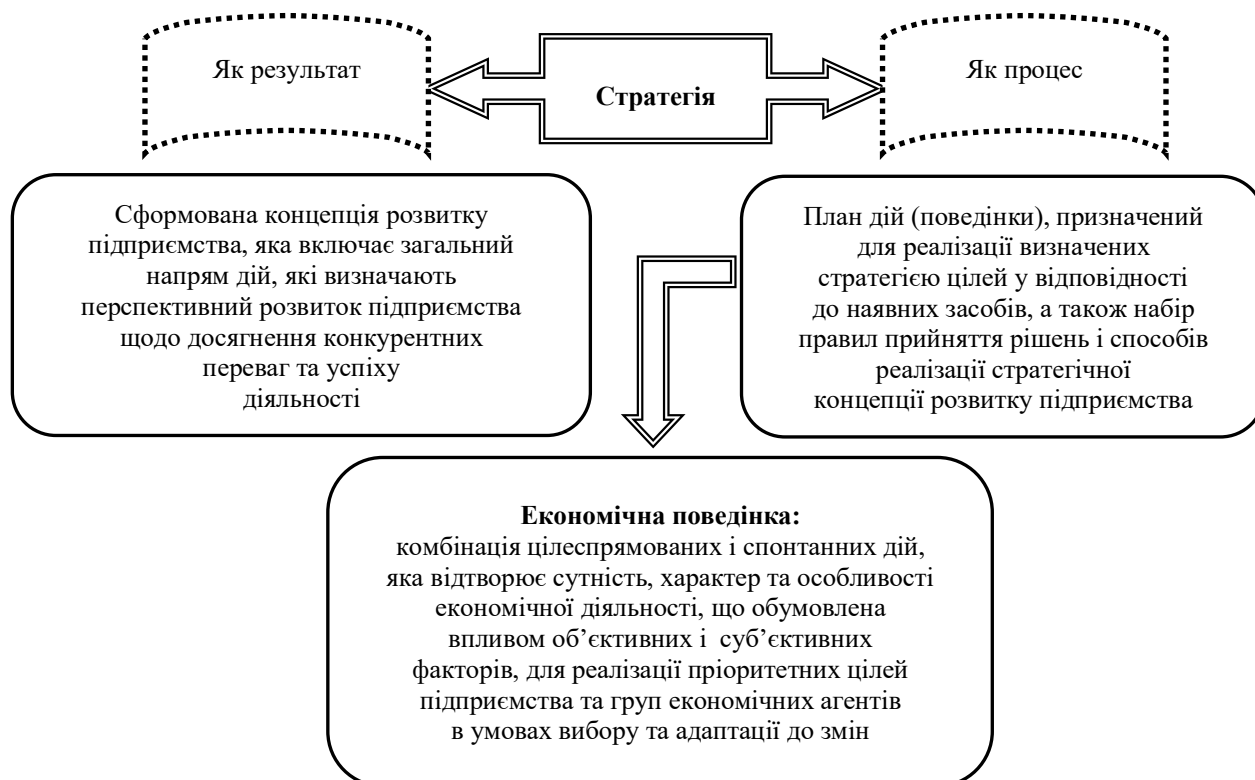 Як результат
Стратегія
Як процес
Сформована концепція розвитку
підприємства, яка включає загальний
напрям дій, які визначають
перспективний розвиток підприємства
щодо досягнення конкурентних
переваг та успіху
діяльності
План дій (поведінки), призначений
для реалізації визначених
стратегією цілей у відповідності
до наявних засобів, а також набір
правил прийняття рішень і способів
реалізації стратегічної
концепції розвитку підприємства
Економічна поведінка:
комбінація цілеспрямованих і спонтанних дій,
яка відтворює сутність, характер та особливості
економічної діяльності, що обумовлена
впливом об’єктивних і суб’єктивних
факторів, для реалізації пріоритетних цілей
підприємства та груп економічних агентів
в умовах вибору та адаптації до змін